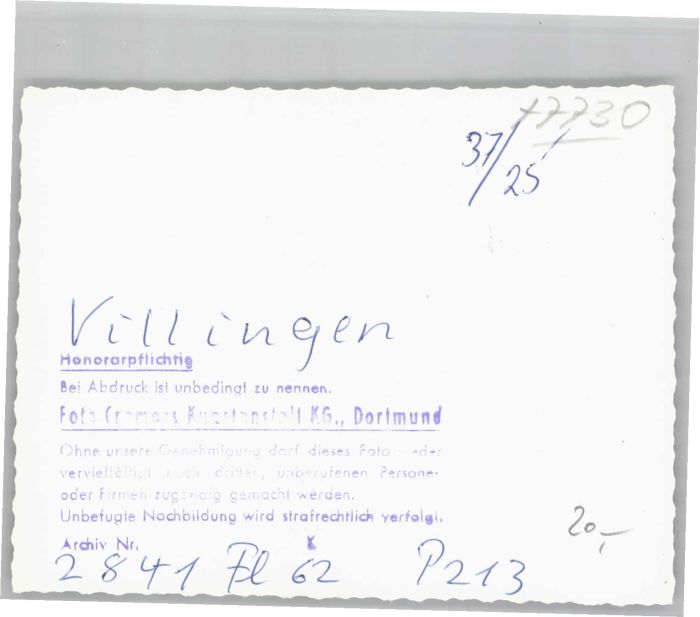 17730
37/25
Villingen
Honorarpflichtig
Bei Abdruck ist unbedingt zu nennen.
Foto Cramers Kunstanstalt KG., Dortmund
Ohne unsere Genehmigung darf dieses Foto weder
vervielfältigt noch dritten, unberufenen Personen
oder Firmen zugängig gemacht werden.
Unbefugte Nachbildung wird strafrechtlich verfolgt.
20,-
Archiv Nr. K
2841 Fl 62 P213